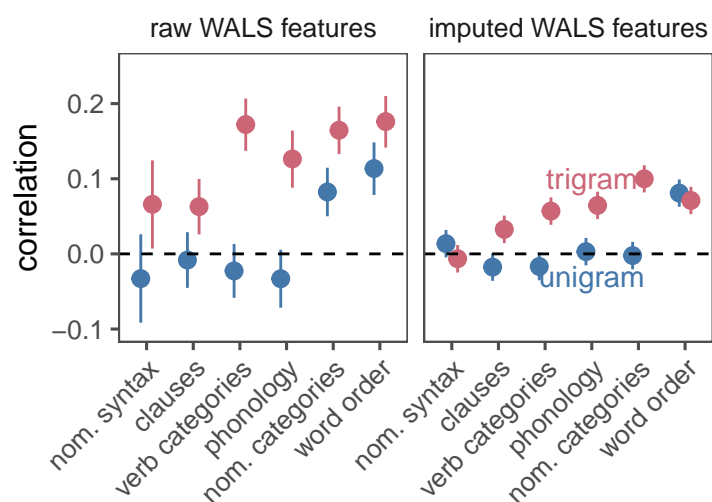 raw WALS features
imputed WALS features
correlation
0.2
0.1
0.0
−0.1
trigram
unigram
nom. syntax
clauses
verb categories
phonology
nom. categories
word order
nom. syntax
clauses
verb categories
phonology
nom. categories
word order